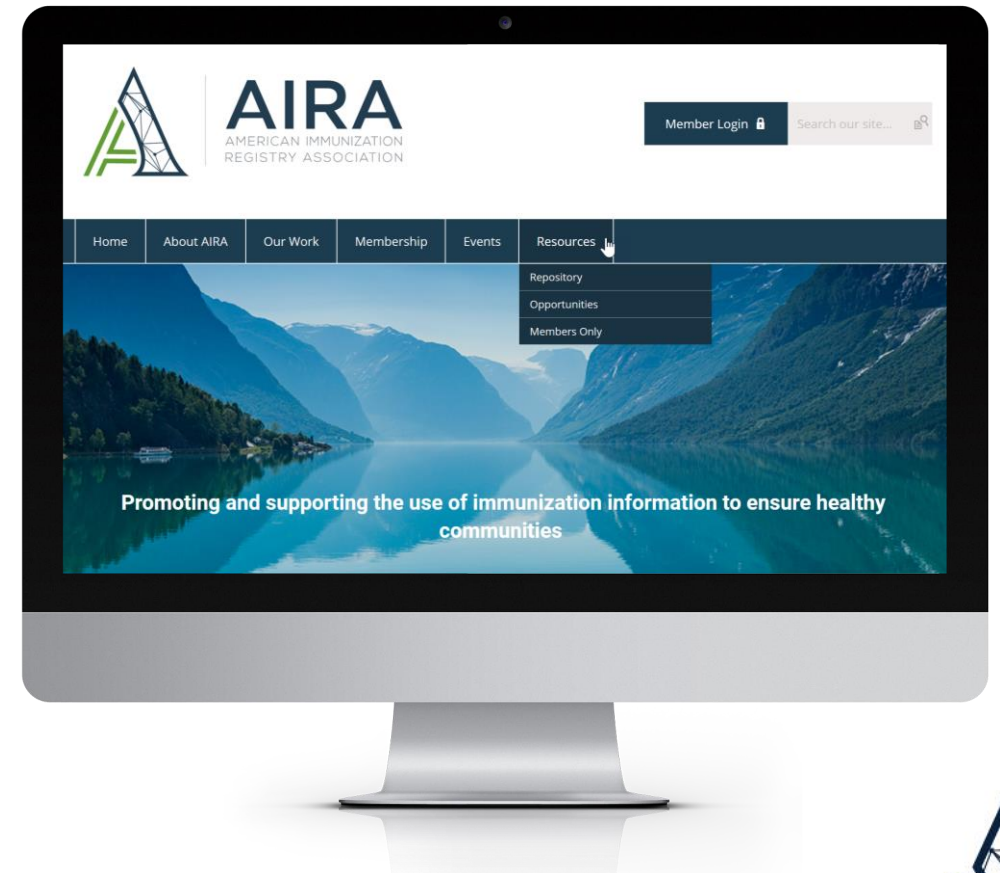 AIRA
AMERICAN IMMUNIZATION
REGISTRY ASSOCIATION
Member Login
Search our site...
Home
About AIRA
Our Work
Membership
Events
Resources
Repository
Opportunities
Members Only
Promoting and supporting the use of immunization information to ensure healthy
communities